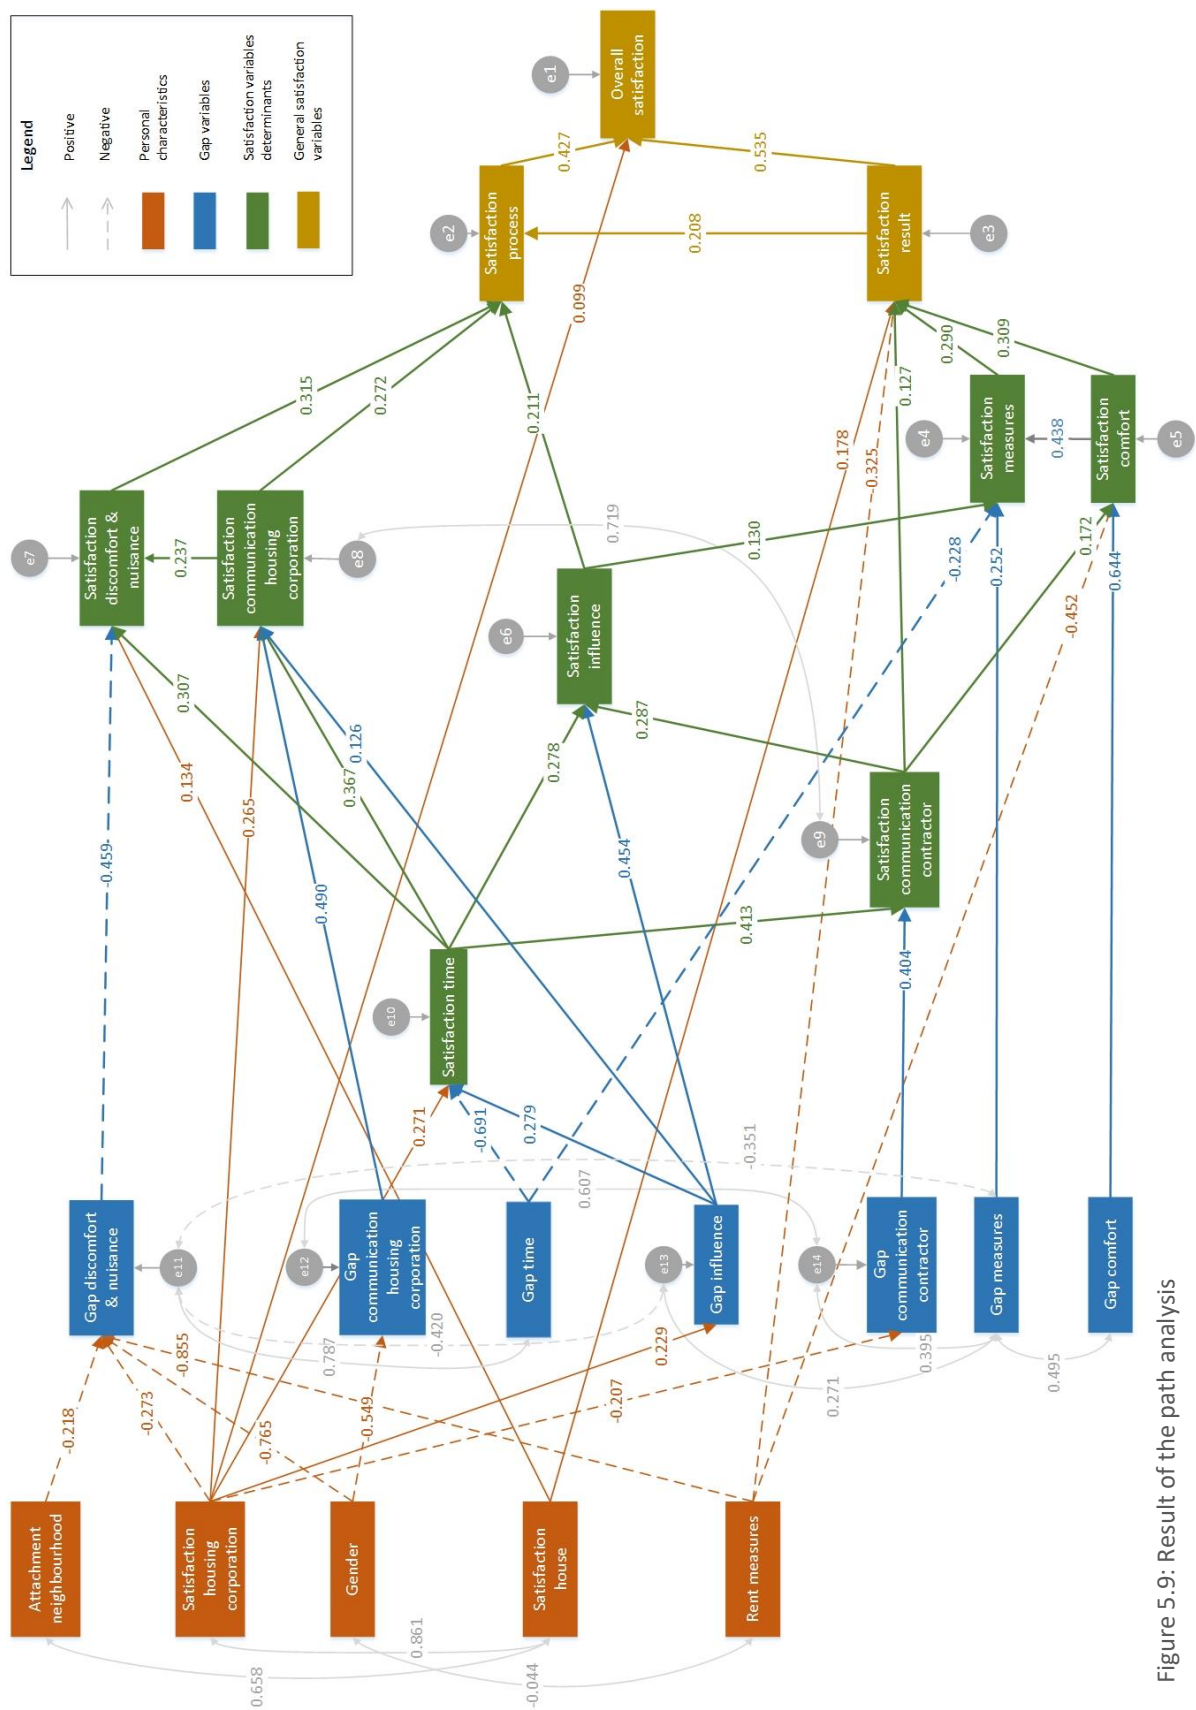 Legend
Positive
Negative
Personal
characteristics
Gap variables
Satisfaction variables
determinants
General satisfaction
variables
Attachment
neighbourhood
Satisfaction
housing
corporation
Gender
Satisfaction
house
Rent measures
0.658
0.861
-0.044
-0.218
-0.273
-0.855
-0.765
-0.549
0.229
-0.207
Gap discomfort
& nuisance
e11
e12
Gap
communication
housing
corporation
Gap time
e13
Gap influence
e14
Gap
communication
contractor
Gap measures
Gap comfort
0.787
-0.420
0.607
-0.351
0.271
0.395
0.495
0.271
-0.691
0.279
e10
Satisfaction time
-0.459
0.134
0.307
0.265
0.490
0.367
0.126
0.278
0.454
0.287
0.413
0.404
e9
Satisfaction
communication
contractor
e7
Satisfaction
discomfort &
nuisance
0.237
Satisfaction
communication
housing
corporation
e8
0.719
e6
Satisfaction
influence
0.130
-0.228
0.252
0.172
-0.452
0.644
0.315
0.272
0.211
0.099
0.178
-0.325
0.127
0.290
0.309
e4
Satisfaction
measures
0.438
Satisfaction
comfort
e5
e2
Satisfaction
process
0.208
Satisfaction
result
e3
0.427
0.535
e1
Overall
satisfaction
Figure 5.9: Result of the path analysis